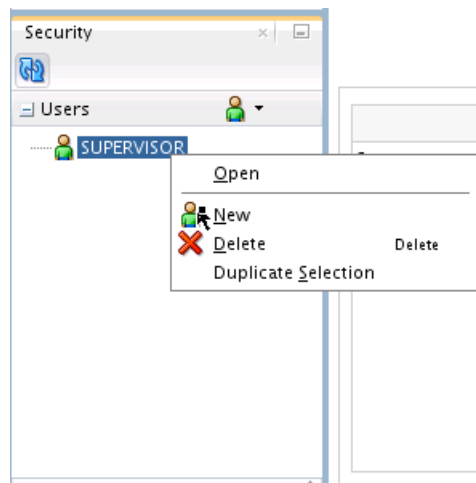 Security
Users
SUPERVISOR
Open
New
Delete Delete
Duplicate Selection